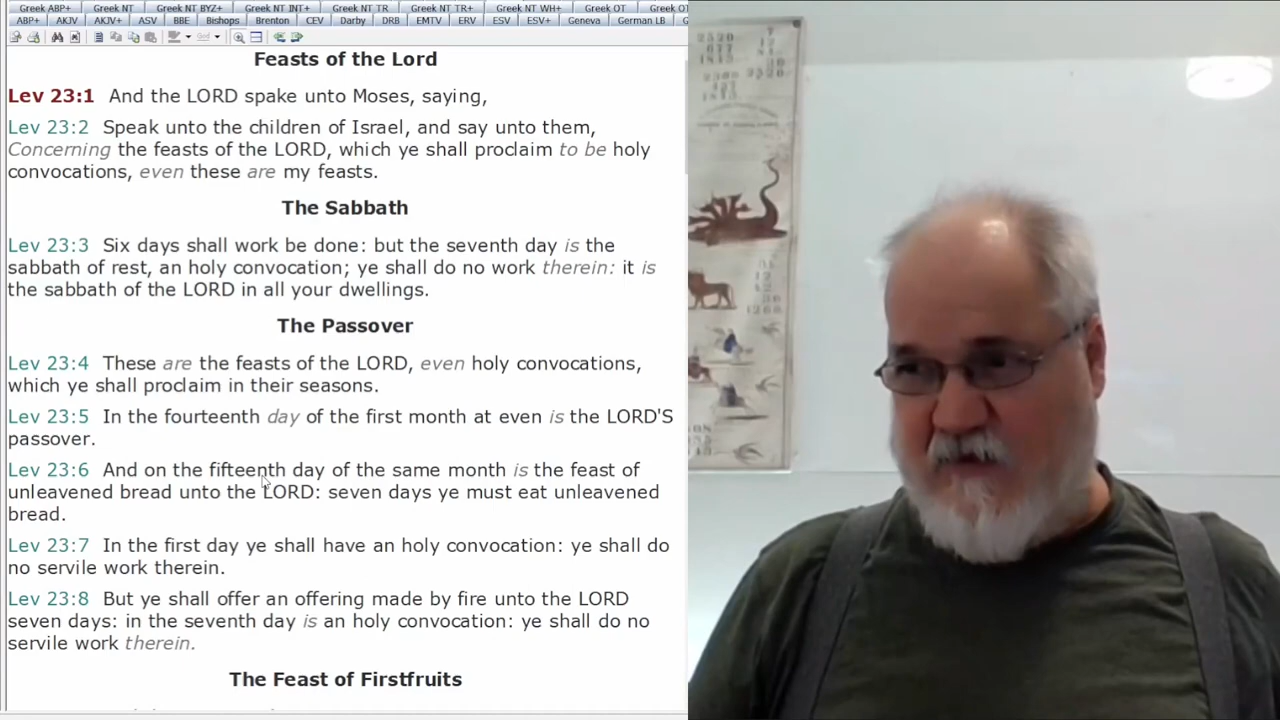 Greek ABP+ Greek NT Greek NT BYZ+ Greek NT INT+ Greek NT TR Greek NT TR+ Greek NT WH+ Greek OT Greek O
ABP+ AKJV AKJV+ ASV BBE Bishops Brenton CEV Darby DRB EMTV ERV ESV ESV+ Geneva German LB G
Feasts of the Lord
Lev 23:1 And the LORD spake unto Moses, saying,
Lev 23:2 Speak unto the children of Israel, and say unto them,
Concerning the feasts of the LORD, which ye shall proclaim to be holy
convocations, even these are my feasts.
The Sabbath
Lev 23:3 Six days shall work be done: but the seventh day is the
sabbath of rest, an holy convocation; ye shall do no work therein: it is
the sabbath of the LORD in all your dwellings.
The Passover
Lev 23:4 These are the feasts of the LORD, even holy convocations,
which ye shall proclaim in their seasons.
Lev 23:5 In the fourteenth day of the first month at even is the LORD'S
passover.
Lev 23:6 And on the fifteenth day of the same month is the feast of
unleavened bread unto the LORD: seven days ye must eat unleavened
bread.
Lev 23:7 In the first day ye shall have an holy convocation: ye shall do
no servile work therein.
Lev 23:8 But ye shall offer an offering made by fire unto the LORD
seven days: in the seventh day is an holy convocation: ye shall do no
servile work therein.
The Feast of Firstfruits
2520 7
677 12
1260